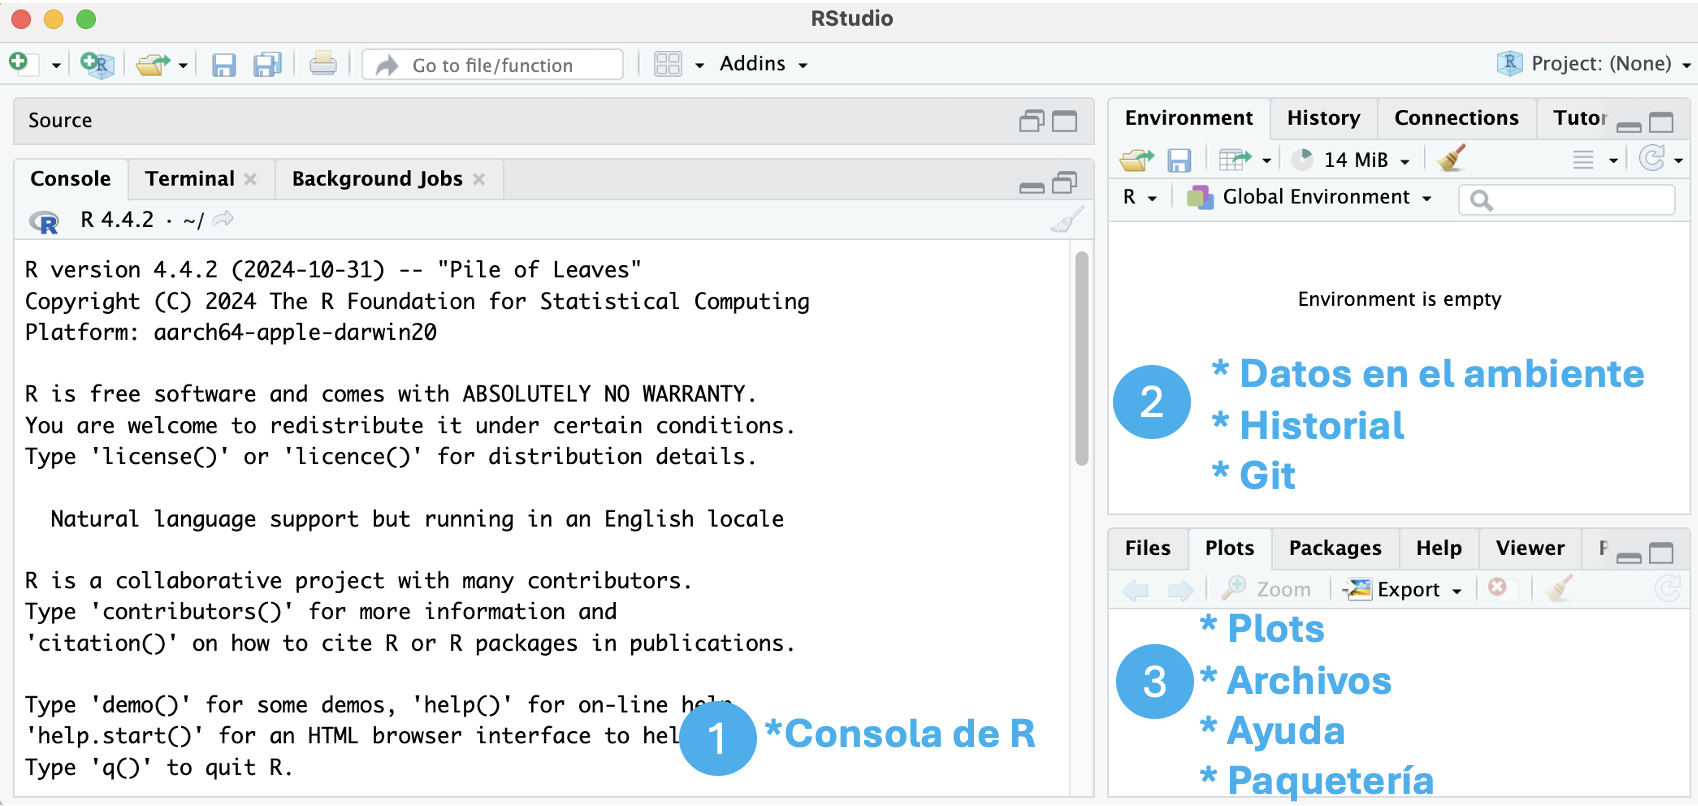 RStudio
Go to file/function
Addins
Project: (None)
Source
Console
Terminal
Background Jobs
R 4.4.2 · ~/
R version 4.4.2 (2024-10-31) -- "Pile of Leaves"
Copyright (C) 2024 The R Foundation for Statistical Computing
Platform: aarch64-apple-darwin20
R is free software and comes with ABSOLUTELY NO WARRANTY.
You are welcome to redistribute it under certain conditions.
Type 'license()' or 'licence()' for distribution details.
Natural language support but running in an English locale
R is a collaborative project with many contributors.
Type 'contributors()' for more information and
'citation()' on how to cite R or R packages in publications.
Type 'demo()' for some demos, 'help()' for on-line help
'help.start()' for an HTML browser interface to hel
Type 'q()' to quit R.
1 *Consola de R
Environment
History
Connections
Tutor
14 MiB
R
Global Environment
Environment is empty
2
* Datos en el ambiente
* Historial
* Git
Files
Plots
Packages
Help
Viewer
Zoom
Export
3
* Plots
* Archivos
* Ayuda
* Paquetería